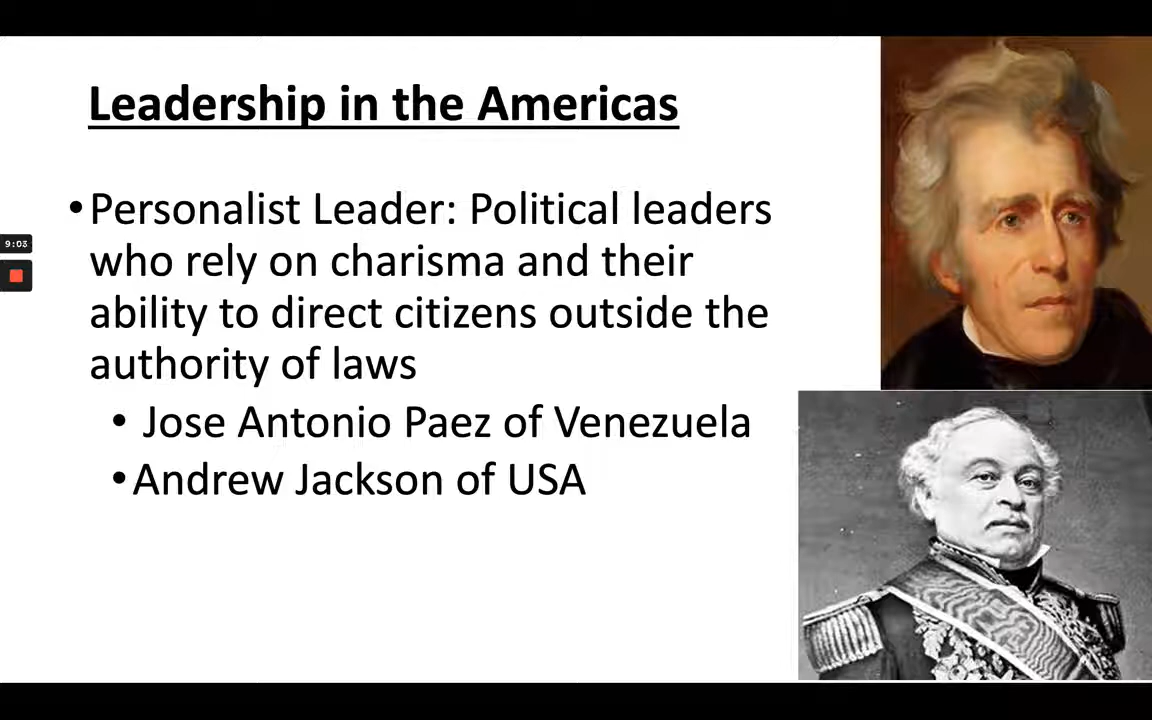 Leadership in the Americas
•Personalist Leader: Political leaders
who rely on charisma and their
ability to direct citizens outside the
authority of laws
• Jose Antonio Paez of Venezuela
•Andrew Jackson of USA
9:03